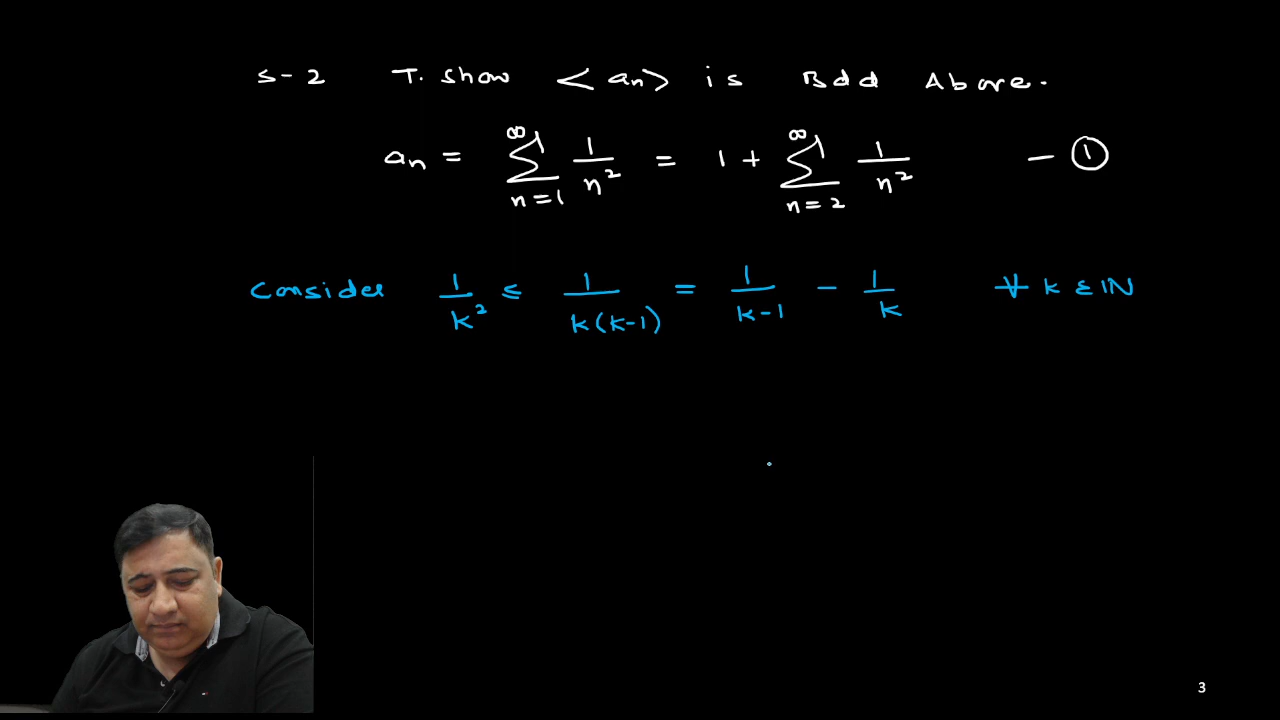 S-2 T. show <an> is Bdd Above.
an = ∞∑n=1 1/n² = 1 + ∞∑n=2 1/n² — ①
Consider 1/k² ≤ 1/k(k-1) = 1/k-1 - 1/k ∀ k ∈ IN
3